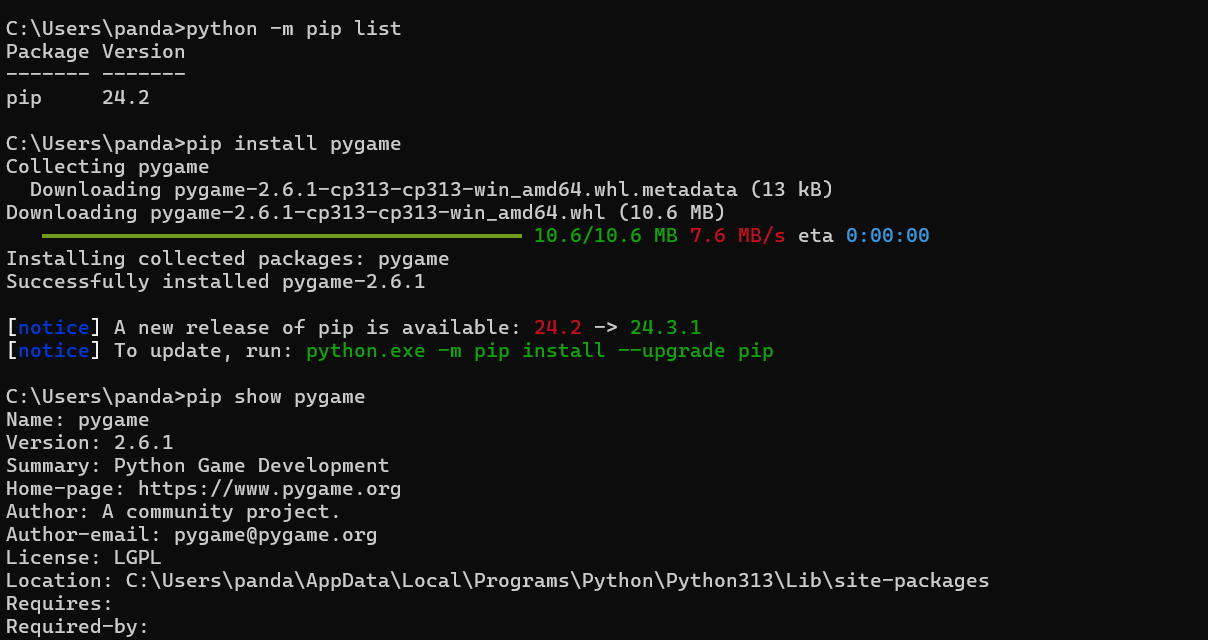 C:\Users\panda>python -m pip list
Package Version
------- -------
pip     24.2
C:\Users\panda>pip install pygame
Collecting pygame
  Downloading pygame-2.6.1-cp313-cp313-win_amd64.whl.metadata (13 kB)
Downloading pygame-2.6.1-cp313-cp313-win_amd64.whl (10.6 MB)
10.6/10.6 MB 7.6 MB/s eta 0:00:00
Installing collected packages: pygame
Successfully installed pygame-2.6.1
[notice] A new release of pip is available: 24.2 -> 24.3.1
[notice] To update, run: python.exe -m pip install --upgrade pip
C:\Users\panda>pip show pygame
Name: pygame
Version: 2.6.1
Summary: Python Game Development
Home-page: https://www.pygame.org
Author: A community project.
Author-email: pygame@pygame.org
License: LGPL
Location: C:\Users\panda\AppData\Local\Programs\Python\Python313\Lib\site-packages
Requires:
Required-by: